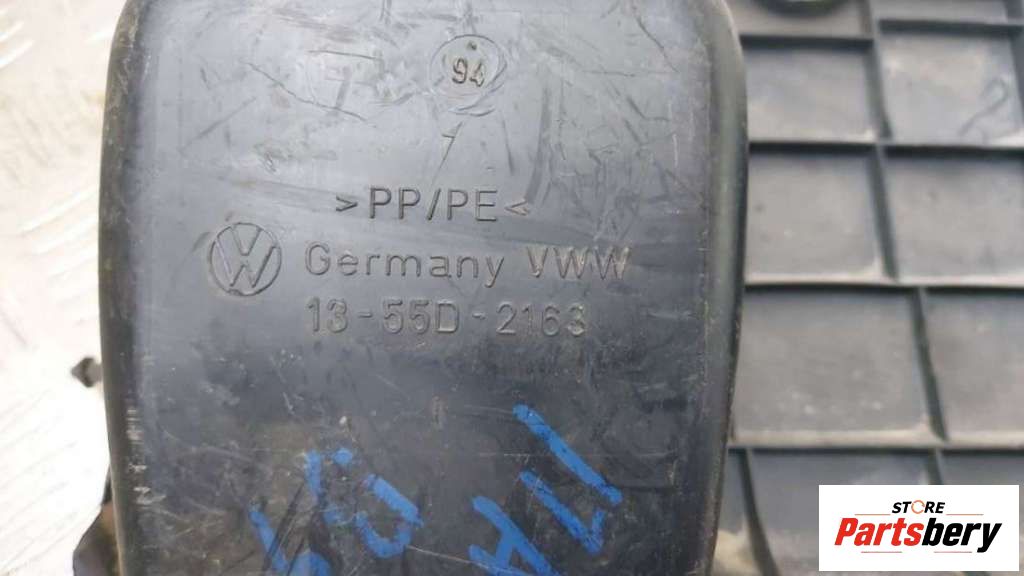 94
>PP/PE<
Germany VWW
13-55D-2163
STORE
Partsbery